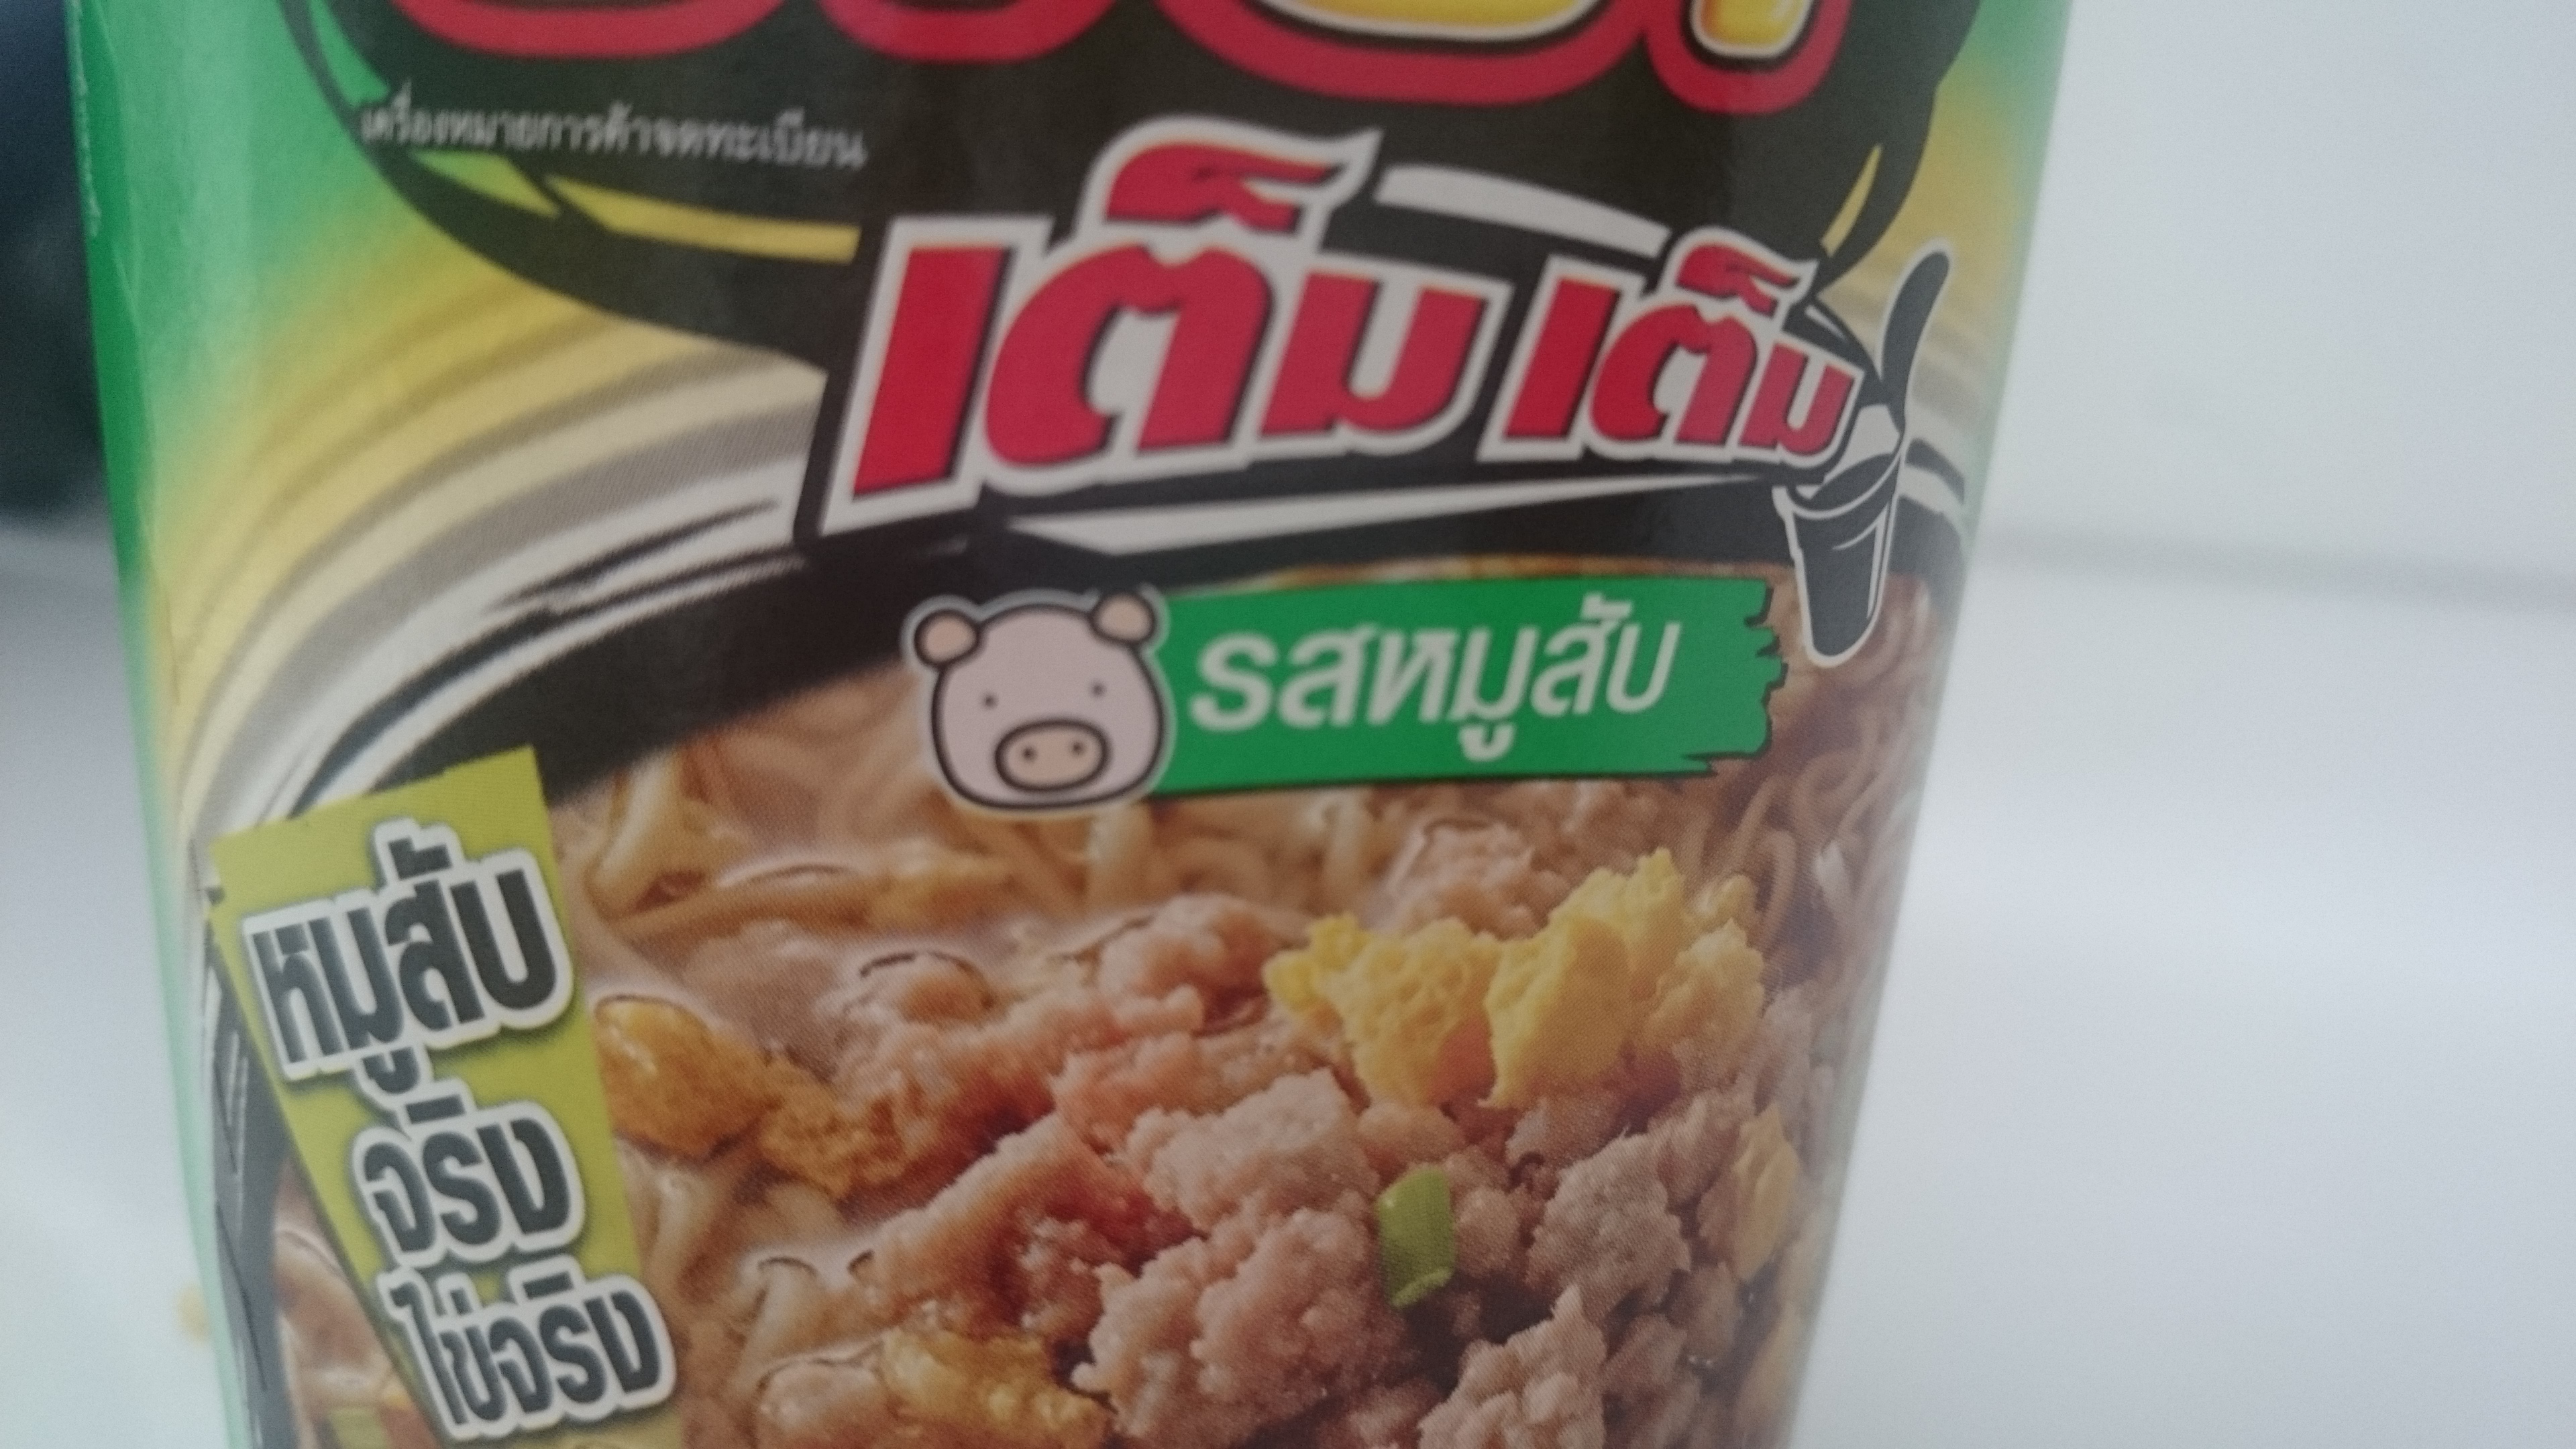 เครื่องหมายการค้าจดทะเบียน
เต็ม เต็ม
รสหมูสับ
หมูสับ
จริง
ไข่จริง